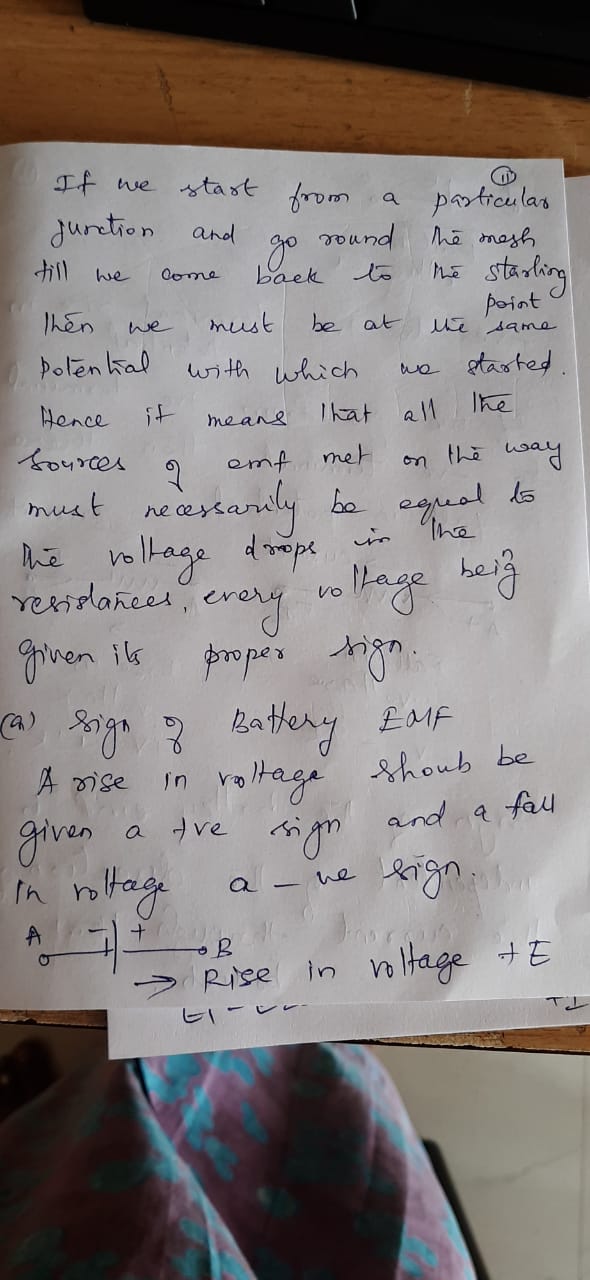 11
If we start from a particular
junction and go round the mesh
till we come back to the starting
point
then we must be at the same
potential with which we started.
Hence it means that all the
sources of emf met on the way
must necessarily be equal to
the voltage drops in the
resistances, every voltage being
given its proper sign.
(a) Sign of Battery EMF
A rise in voltage shoub be
given a +ve sign and a fall
in voltage a -ve sign.
A - + B
→ Rise in voltage + E